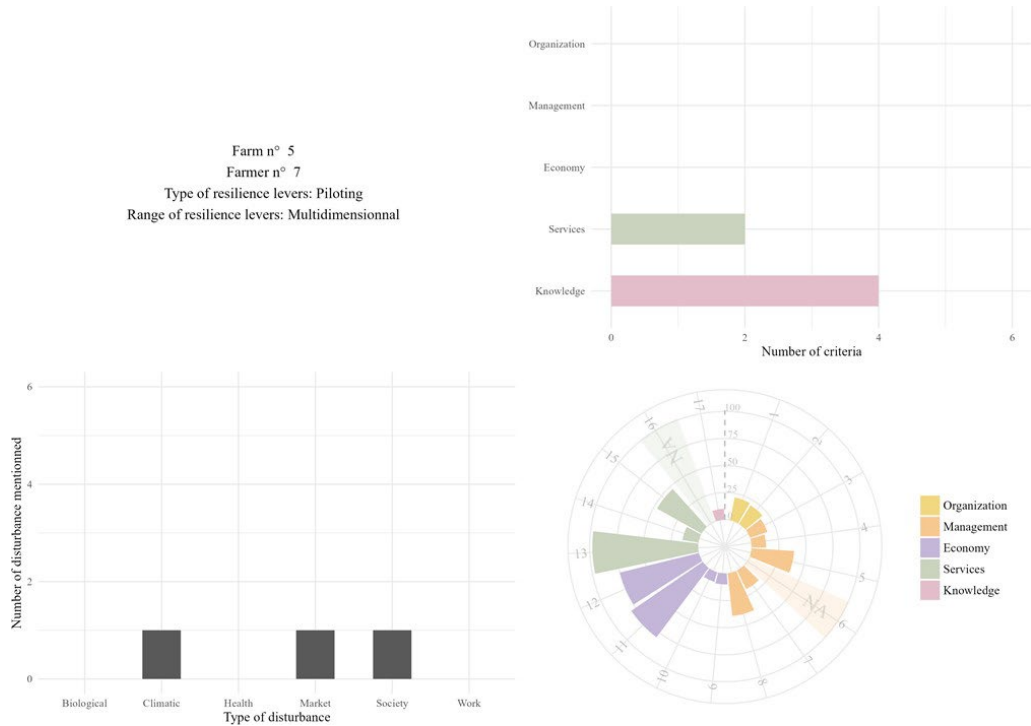 Farm n° 5
Farmer n° 7
Type of resilience levers: Piloting
Range of resilience levers: Multidimensionnal
Organization
Management
Economy
Services
Knowledge
0 2 4 6
Number of criteria
Number of disturbance mentionned
6
4
2
0
Biological Climatic Health Market Society Work
Type of disturbance
100
75
50
25
0
1
2
3
4
5
6
7
8
9
10
11
12
13
14
15
16
17
NA
NA
Organization
Management
Economy
Services
Knowledge